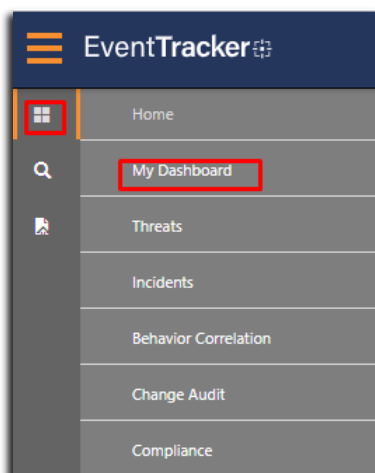 EventTracker
Home
My Dashboard
Threats
Incidents
Behavior Correlation
Change Audit
Compliance